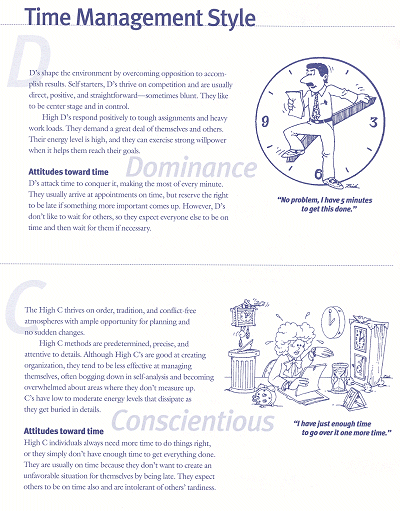 Time Management Style
D
D's shape the environment by overcoming opposition to accom-
plish results. Self starters, D's thrive on competition and are usually
direct, positive, and straightforward—sometimes blunt. They like
to be center stage and in control.
High D's respond positively to tough assignments and heavy
work loads. They demand a great deal of themselves and others.
Their energy level is high, and they can exercise strong willpower
when it helps them reach their goals.
Dominance
Attitudes toward time
D's attack time to conquer it, making the most of every minute.
They usually arrive at appointments on time, but reserve the right
to be late if something more important comes up. However, D's
don't like to wait for others, so they expect everyone else to be on
time and then wait for them if necessary.
9
3
6
"No problem, I have 5 minutes
to get this done."
C
The High C thrives on order, tradition, and conflict-free
atmospheres with ample opportunity for planning and
no sudden changes.
High C methods are predetermined, precise, and
attentive to details. Although High C's are good at creating
organization, they tend to be less effective at managing
themselves, often bogging down in self-analysis and becoming
overwhelmed about areas where they don't measure up.
C's have low to moderate energy levels that dissipate as
they get buried in details.
Conscientious
Attitudes toward time
High C individuals always need more time to do things right,
or they simply don't have enough time to get everything done.
They are usually on time because they don't want to create an
unfavorable situation for themselves by being late. They expect
others to be on time also and are intolerant of others' tardiness.
"I have just enough time
to go over it one more time."